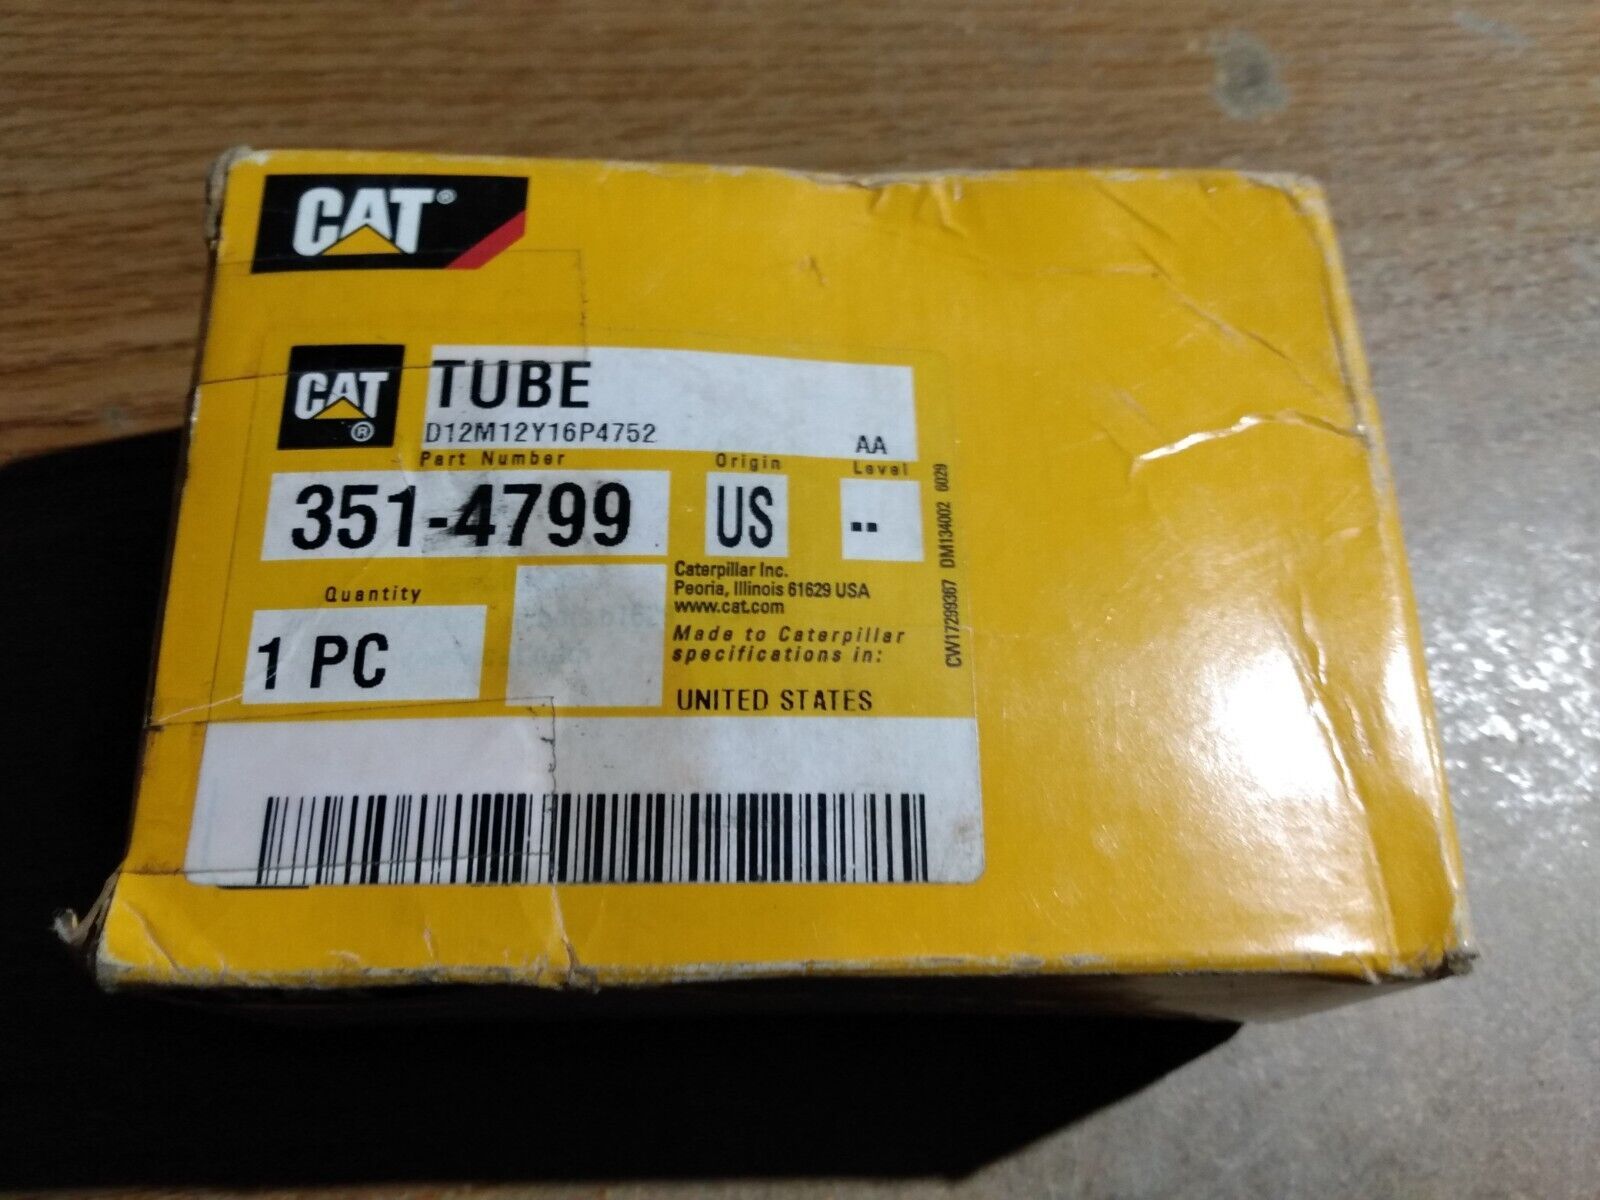 CAT®
CAT®
TUBE
D12M12Y16P4752
AA
Part Number
Origin
Level
351-4799
US
--
Quantity
1 PC
Caterpillar Inc.
Peoria, Illinois 61629 USA
www.cat.com
Made to Caterpillar
specifications in:
UNITED STATES
CW17299367 DM134002 6029